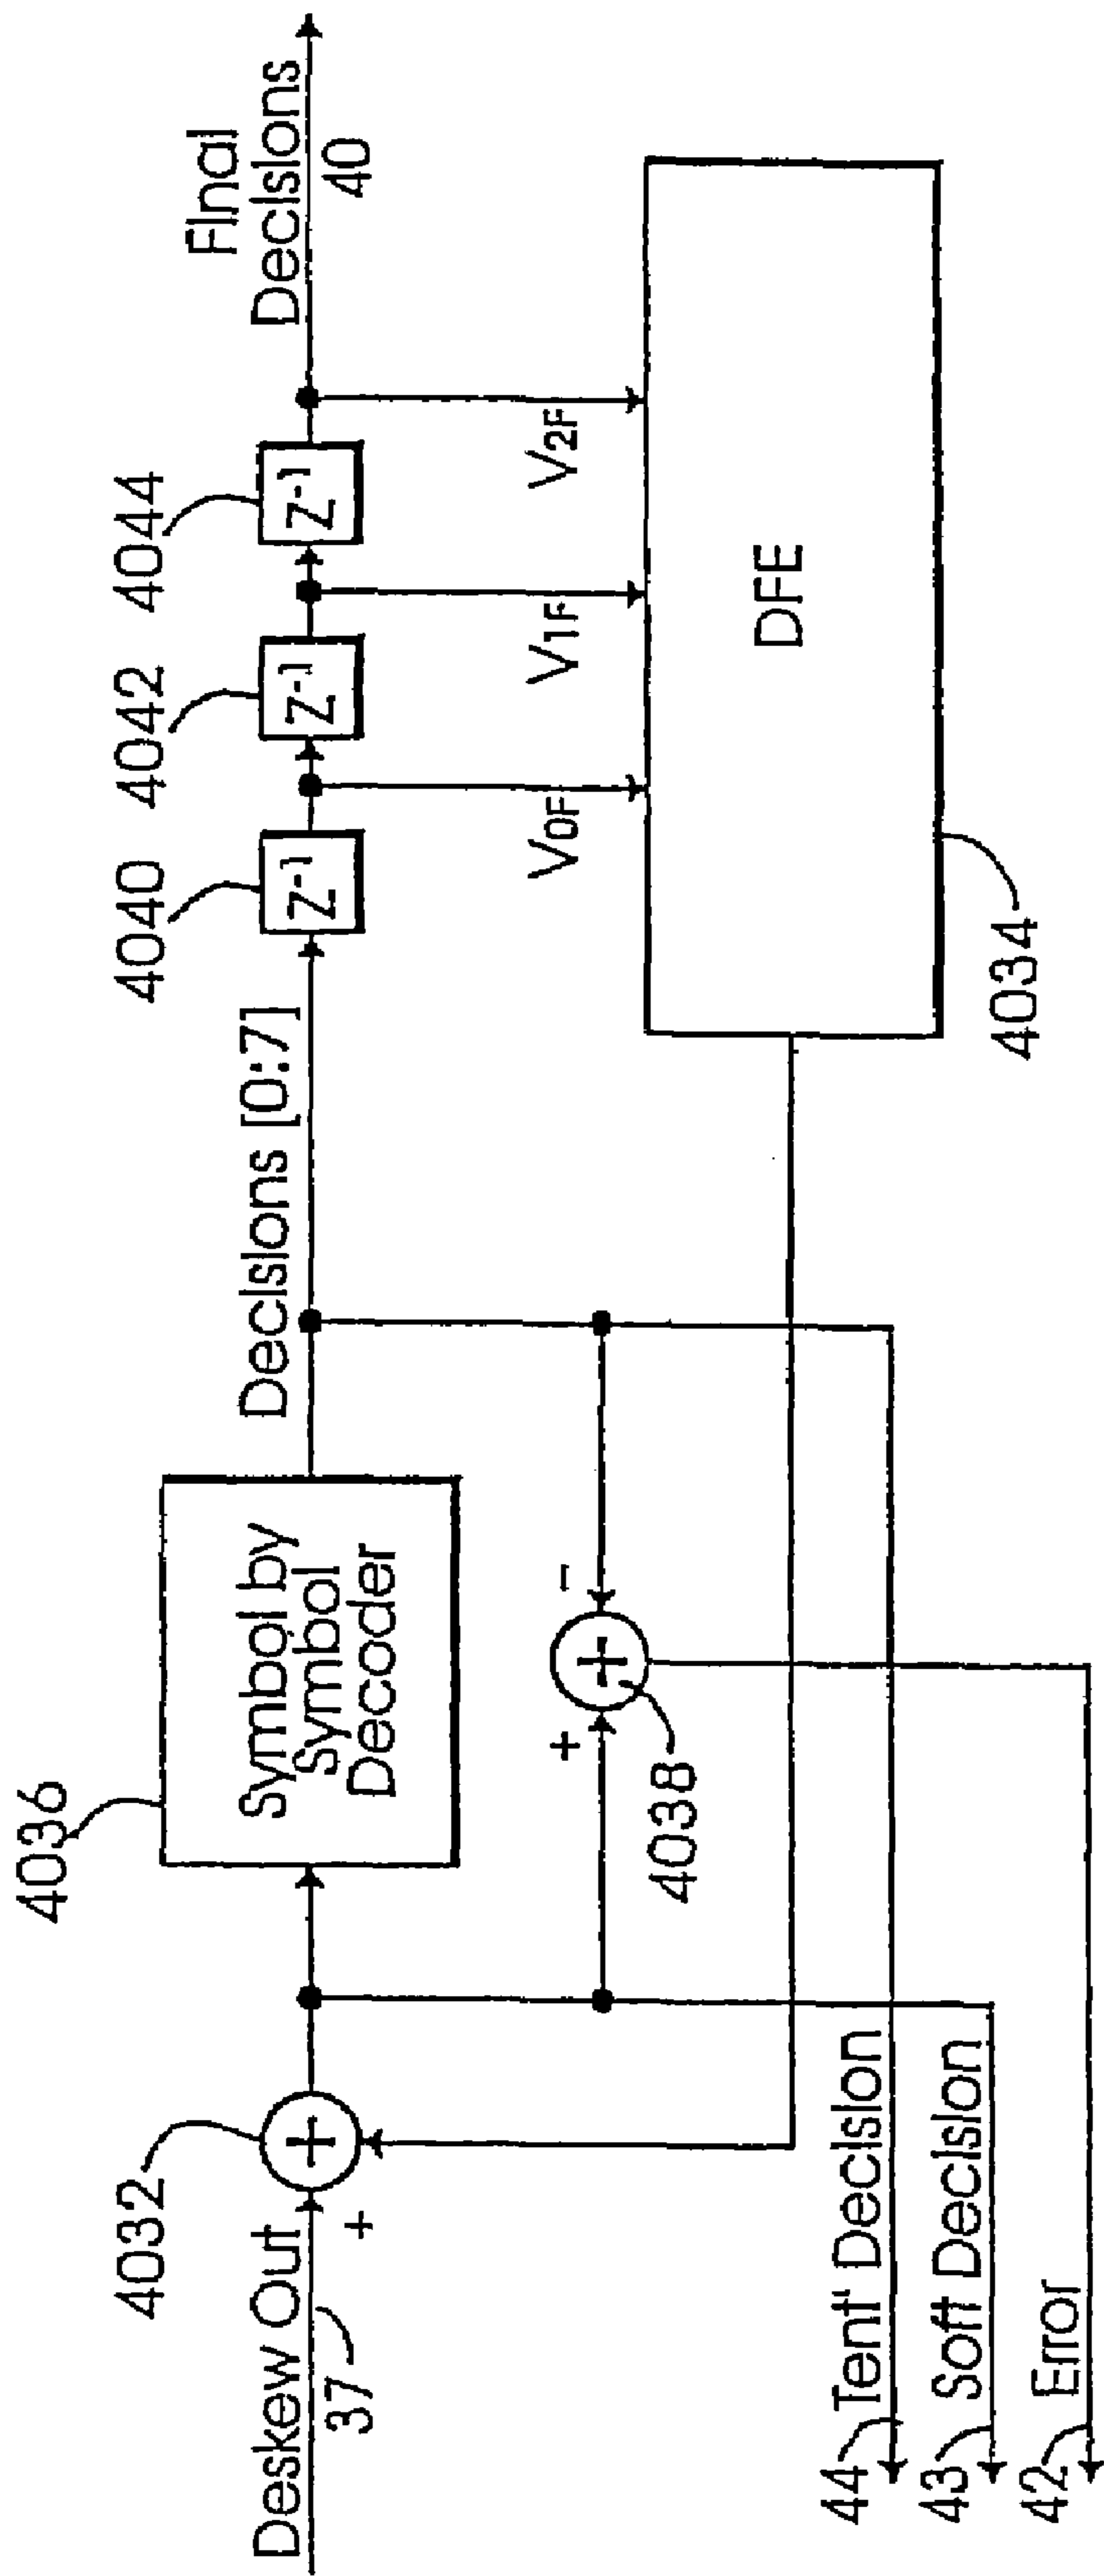 Deskew Out
37
+
4032
4036
Symbol by
Symbol
Decoder
Decisions [0:7]
4040
Z-1
4042
Z-1
4044
Z-1
Final
Decisions
40
V0F
V1F
V2F
DFE
4034
+
-
4038
44
Tent' Decision
43
Soft Decision
42
Error